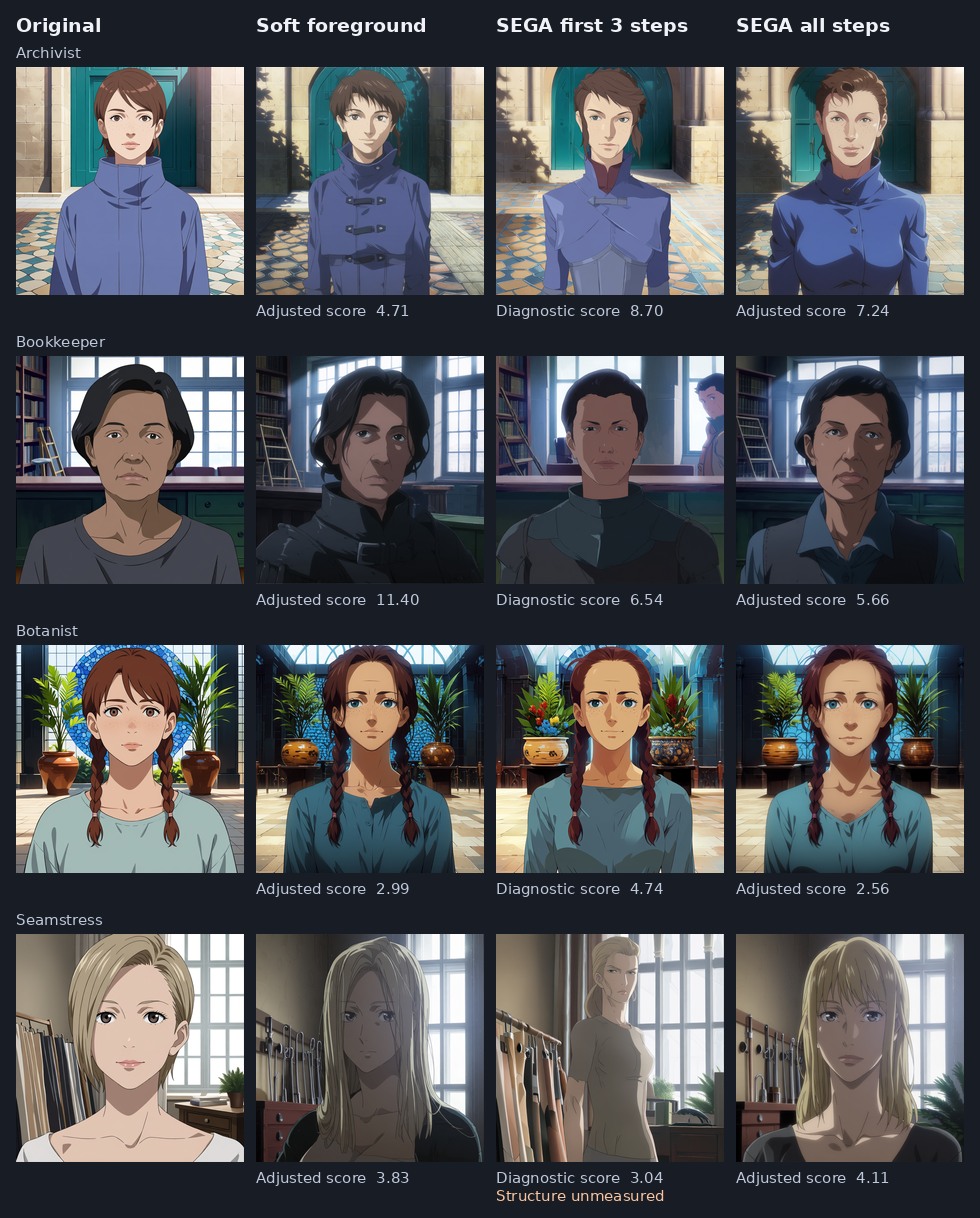 Original
Soft foreground
SEGA first 3 steps
SEGA all steps
Archivist
Adjusted score 4.71
Diagnostic score 8.70
Adjusted score 7.24
Bookkeeper
Adjusted score 11.40
Diagnostic score 6.54
Adjusted score 5.66
Botanist
Adjusted score 2.99
Diagnostic score 4.74
Adjusted score 2.56
Seamstress
Adjusted score 3.83
Diagnostic score 3.04
Structure unmeasured
Adjusted score 4.11